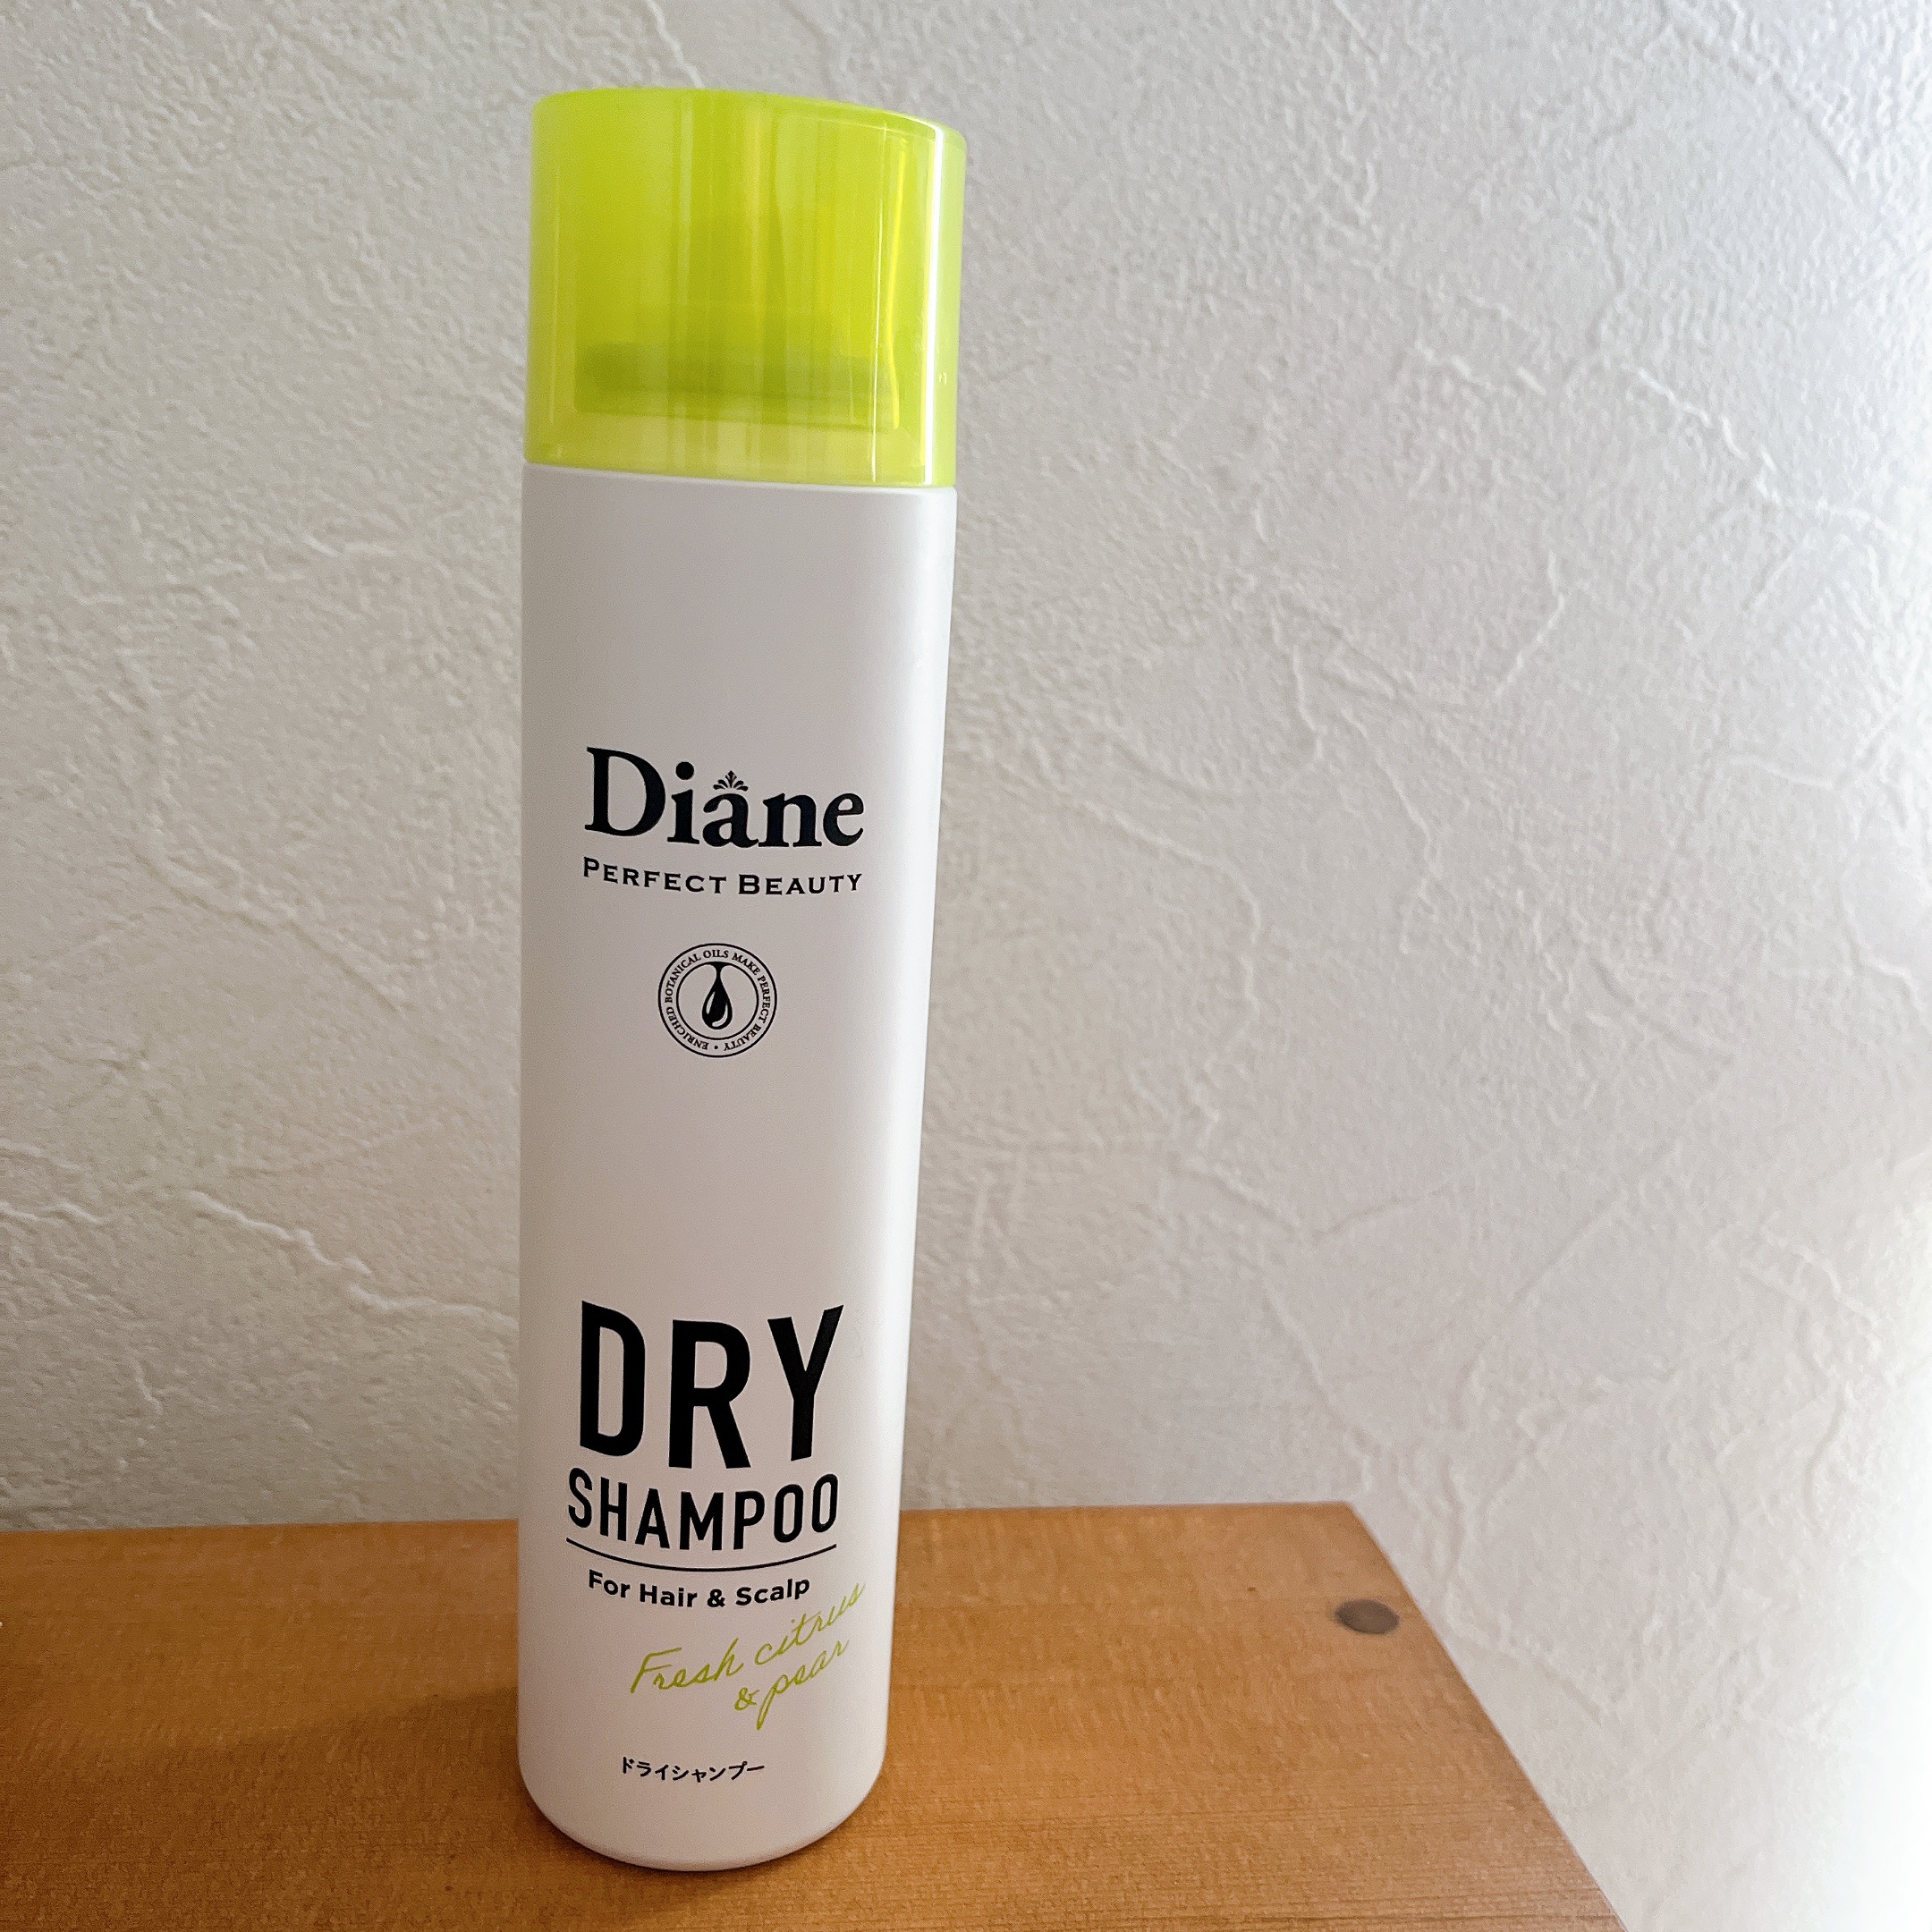 Diane
PERFECT BEAUTY
ENRICHED BOTANICAL OILS MAKE PERFECT BEAUTY •
DRY
SHAMPOO
For Hair & Scalp
Fresh citrus
& pear
ドライシャンプー